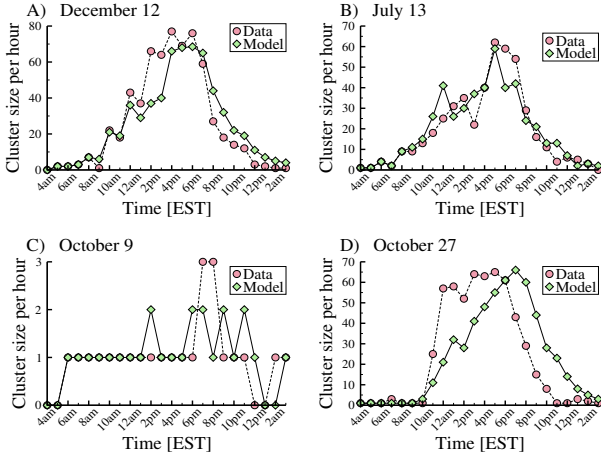 A) December 12
Cluster size per hour
80
60
40
20
0
Data
Model
4am 6am 8am 10am 12am 2pm 4pm 6pm 8pm 10pm 12pm 2am
Time [EST]
B) July 13
Cluster size per hour
70
60
50
40
30
20
10
0
Data
Model
4am 6am 8am 10am 12am 2pm 4pm 6pm 8pm 10pm 12pm 2am
Time [EST]
C) October 9
Cluster size per hour
3
2
1
0
Data
Model
4am 6am 8am 10am 12am 2pm 4pm 6pm 8pm 10pm 12pm 2am
Time [EST]
D) October 27
Cluster size per hour
70
60
50
40
30
20
10
0
Data
Model
4am 6am 8am 10am 12am 2pm 4pm 6pm 8pm 10pm 12pm 2am
Time [EST]